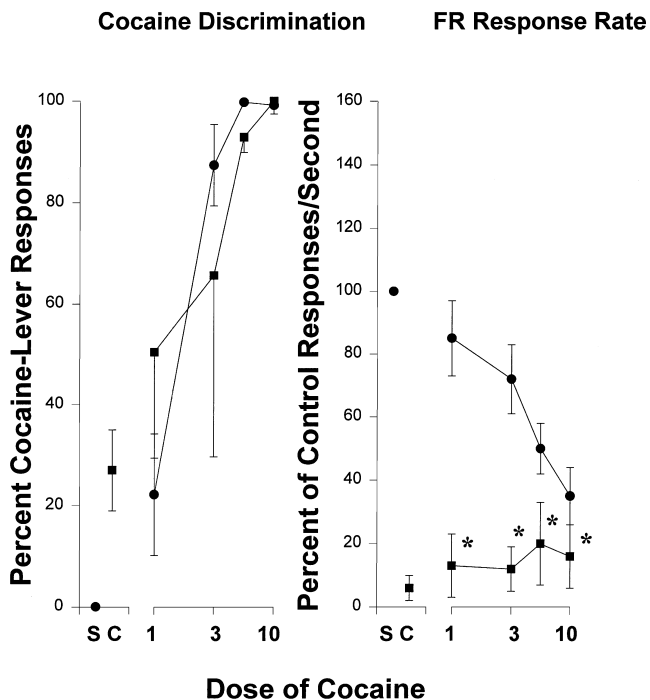 Cocaine Discrimination
FR Response Rate
Percent Cocaine-Lever Responses
100
80
60
40
20
0
S C 1 3 10
Percent of Control Responses/Second
160
140
120
100
80
60
40
20
0
* * * *
S C 1 3 10
Dose of Cocaine